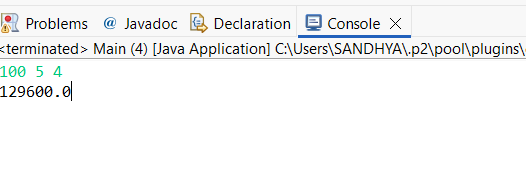 Problems @ Javadoc Declaration Console
<terminated> Main (4) [Java Application] C:\Users\SANDHYA\.p2\pool\plugins\
100 5 4
129600.0